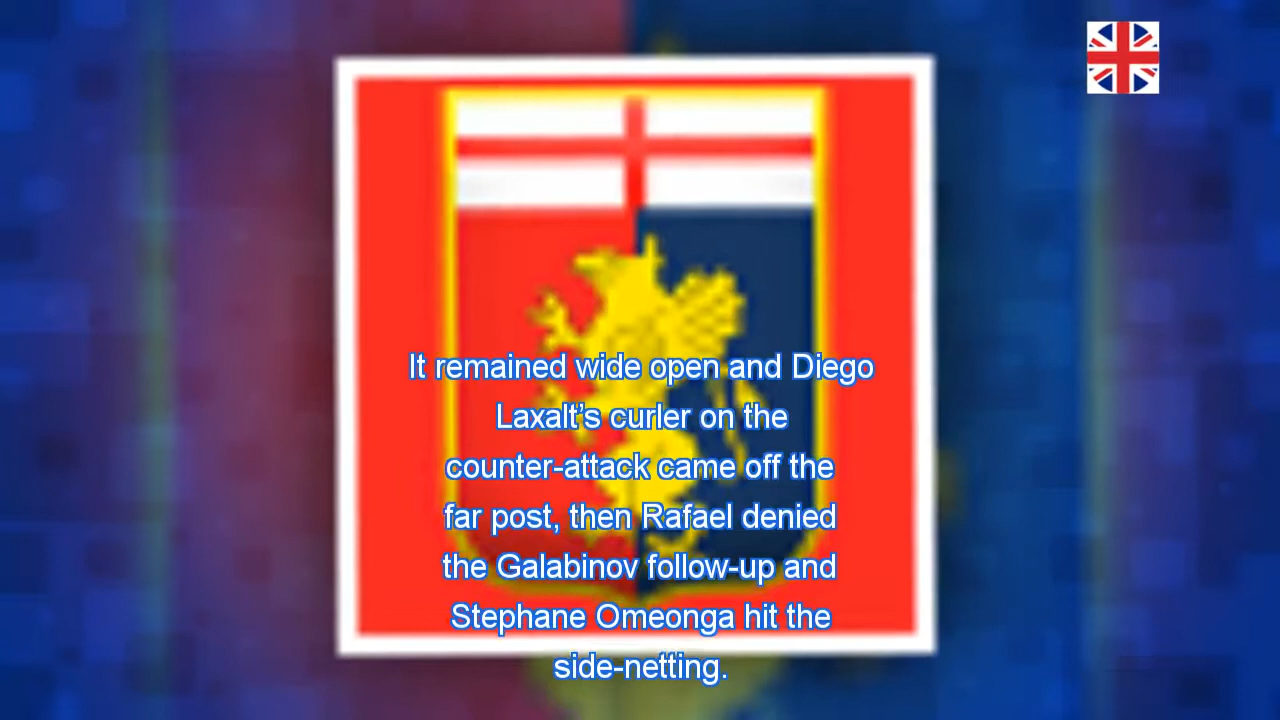 It remained wide open and Diego
Laxalt’s curler on the
counter-attack came off the
far post, then Rafael denied
the Galabinov follow-up and
Stephane Omeonga hit the
side-netting.